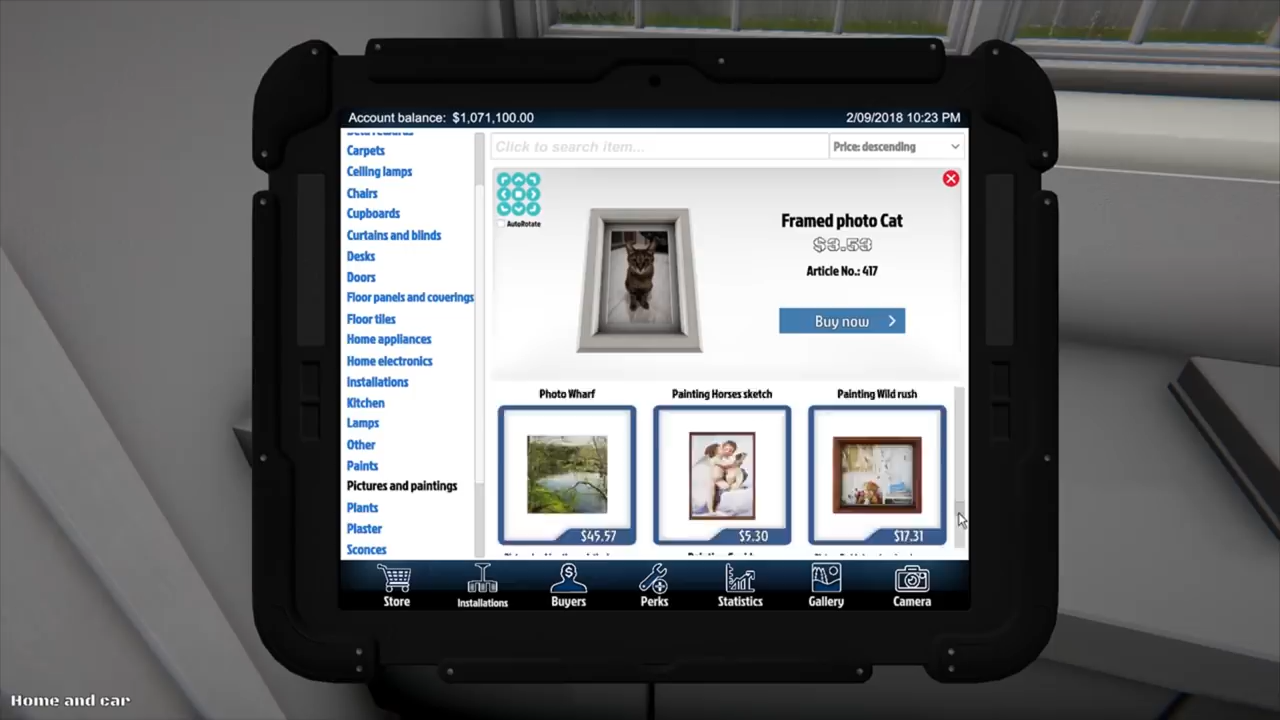 Account balance: $1,071,100.00
2/09/2018 10:23 PM
Beta rewards
Carpets
Ceiling lamps
Chairs
Cupboards
Curtains and blinds
Desks
Doors
Floor panels and coverings
Floor tiles
Home appliances
Home electronics
Installations
Kitchen
Lamps
Other
Paints
Pictures and paintings
Plants
Plaster
Sconces
Click to search item...
Price: descending
AutoRotate
Framed photo Cat
$3.53
Article No.: 417
Buy now
Photo Wharf
Painting Horses sketch
Painting Wild rush
$45.57
$5.30
$17.31
Store
Installations
Buyers
Perks
Statistics
Gallery
Camera
Home and car